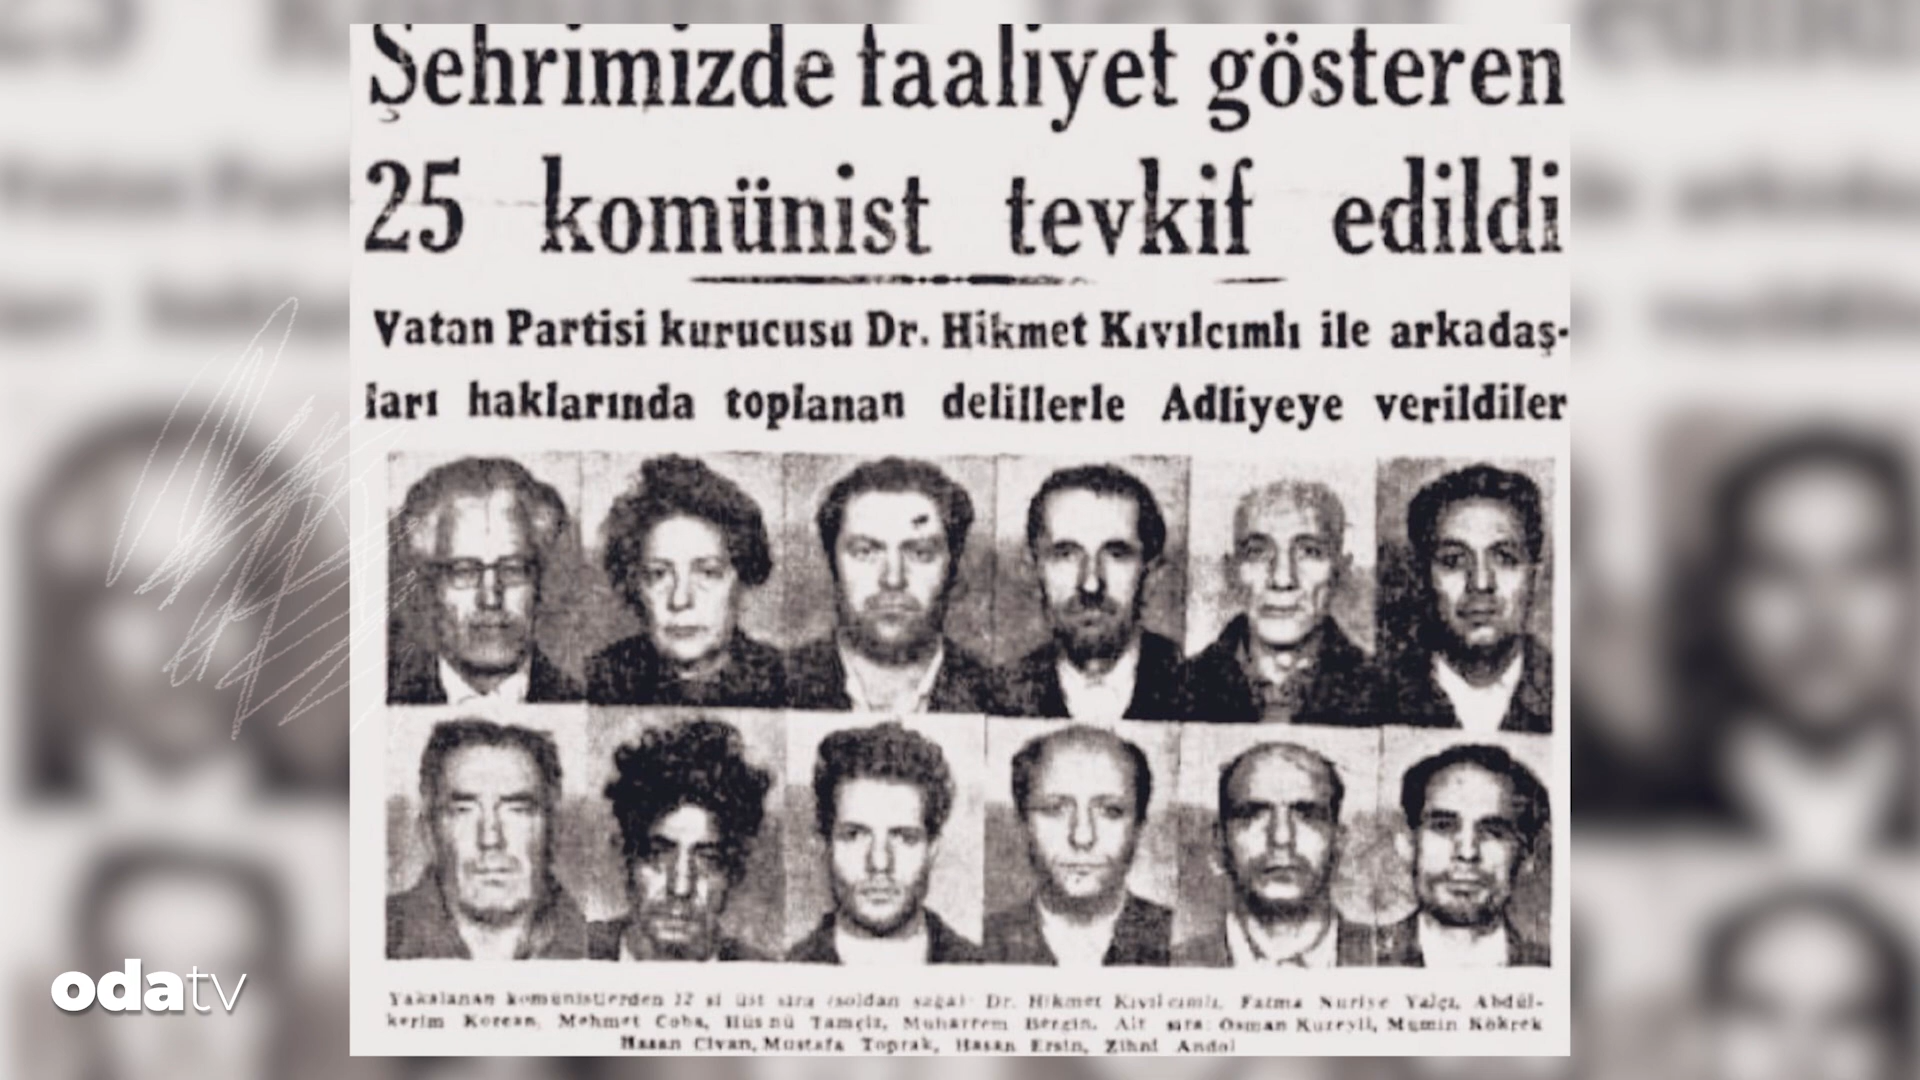 Şehrimizde faaliyet gösteren
25 komünist tevkif edildi
Vatan Partisi kurucusu Dr. Hikmet Kıvılcımlı ile arkadaş-
ları haklarında toplanan delillerle Adliyeye verildiler
Yakalanan komünistlerden 12 si üst sıra (soldan sağa): Dr. Hikmet Kıvılcımlı, Fatma Nuriye Yalçı, Abdül-
kerim Korcan, Mehmet Coba, Hüsnü Tamçiz, Muharrem Bergin. Alt sıra: Osman Mumin Kökrek
Hasan Civan, Mustafa Toprak, Hasan Ersin, Zihni Andol
odatv